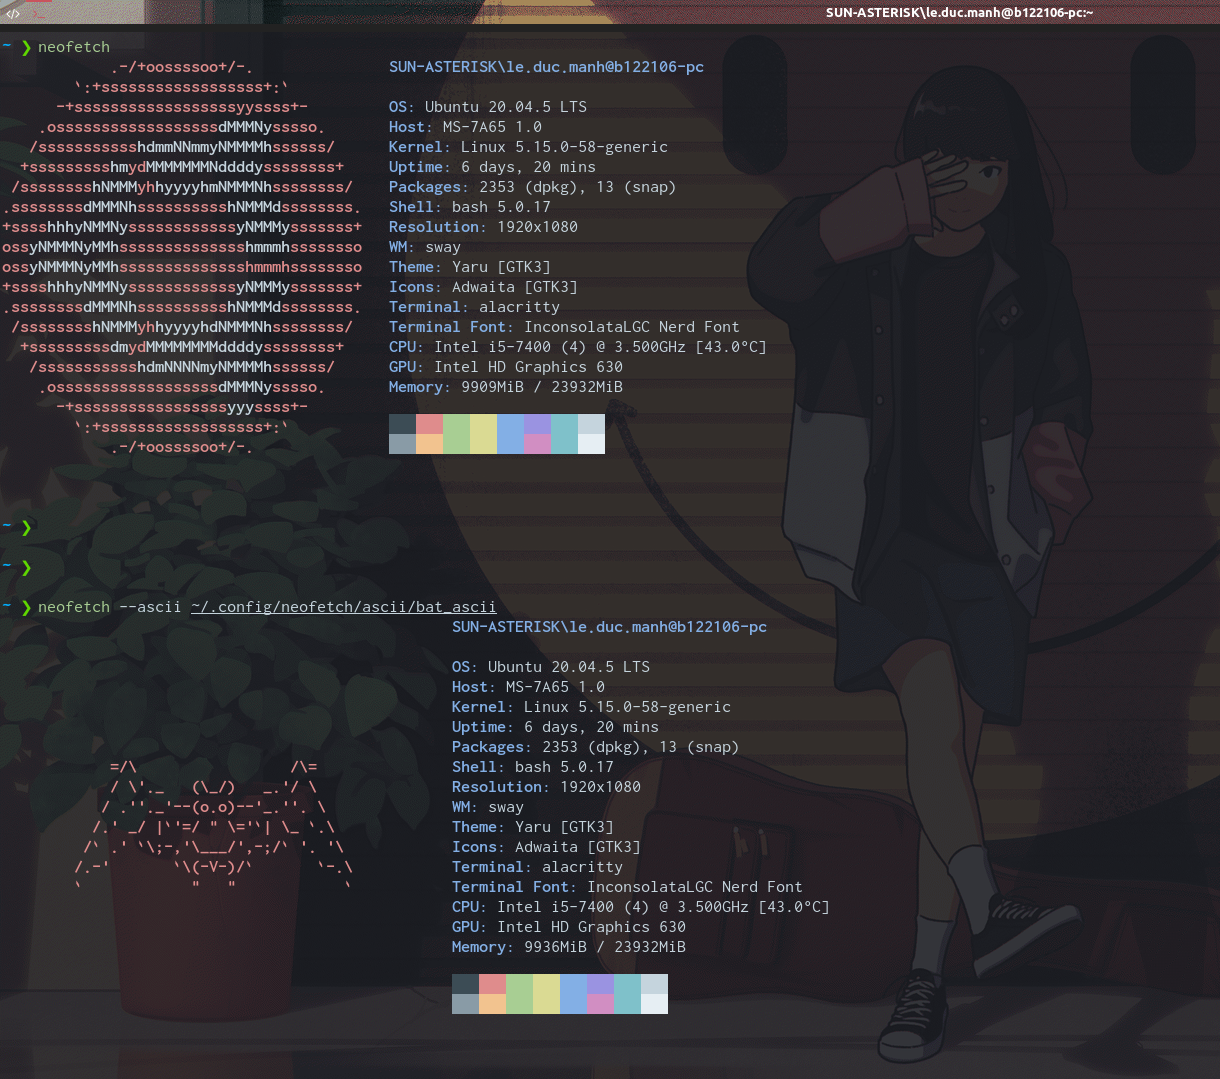 SUN-ASTERISK\le.duc.manh@b122106-pc:~
~ ❯ neofetch
            .-/+oossssoo+/-.               SUN-ASTERISK\le.duc.manh@b122106-pc
        `:+ssssssssssssssssss+:`
      -+ssssssssssssssssssyyssss+-         OS: Ubuntu 20.04.5 LTS
    .ossssssssssssssssssdMMMNysssso.       Host: MS-7A65 1.0
   /ssssssssssshdmmNNmmyNMMMMhssssss/      Kernel: Linux 5.15.0-58-generic
  +ssssssssshmydMMMMMMMNddddyssssssss+     Uptime: 6 days, 20 mins
 /sssssssshNMMMyhhyyyyhmNMMMNhssssssss/    Packages: 2353 (dpkg), 13 (snap)
.ssssssssdMMMNhsssssssssshNMMMdssssssss.   Shell: bash 5.0.17
+sssshhhyNMMNyssssssssssssyNMMMysssssss+   Resolution: 1920x1080
ossyNMMMNyMMhsssssssssssssshmmmhssssssso   WM: sway
ossyNMMMNyMMhsssssssssssssshmmmhssssssso   Theme: Yaru [GTK3]
+sssshhhyNMMNyssssssssssssyNMMMysssssss+   Icons: Adwaita [GTK3]
.ssssssssdMMMNhsssssssssshNMMMdssssssss.   Terminal: alacritty
 /sssssssshNMMMyhhyyyyhdNMMMNhssssssss/    Terminal Font: InconsolataLGC Nerd Font
  +sssssssssdmydMMMMMMMMddddyssssssss+     CPU: Intel i5-7400 (4) @ 3.500GHz [43.0°C]
   /ssssssssssshdmNNNNmyNMMMMhssssss/      GPU: Intel HD Graphics 630
    .ossssssssssssssssssdMMMNysssso.       Memory: 9909MiB / 23932MiB
      -+sssssssssssssssssyyyssss+-
        `:+ssssssssssssssssss+:`
            .-/+oossssoo+/-.
~ ❯
~ ❯
~ ❯ neofetch --ascii ~/.config/neofetch/ascii/bat_ascii
                                                  SUN-ASTERISK\le.duc.manh@b122106-pc
                                                  OS: Ubuntu 20.04.5 LTS
                                                  Host: MS-7A65 1.0
                                                  Kernel: Linux 5.15.0-58-generic
                                                  Uptime: 6 days, 20 mins
                                                  Packages: 2353 (dpkg), 13 (snap)
            =/\                 /\=               Shell: bash 5.0.17
            / \'._   (\_/)   _.'/ \               Resolution: 1920x1080
           / .''._'--(o.o)--'_.''. \              WM: sway
          /.' _/ |`'=/ " \='`| \_ `.\             Theme: Yaru [GTK3]
         /` .' `\;-,'\___/',-;/` '. '\            Icons: Adwaita [GTK3]
        /.-'       `\(-V-)/`       `-.\           Terminal: alacritty
        `            "   "            `           Terminal Font: InconsolataLGC Nerd Font
                                                  CPU: Intel i5-7400 (4) @ 3.500GHz [43.0°C]
                                                  GPU: Intel HD Graphics 630
                                                  Memory: 9936MiB / 23932MiB